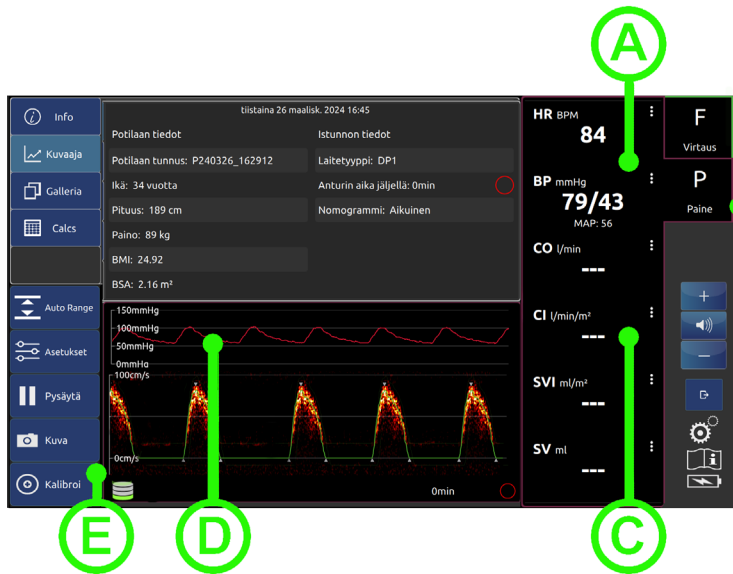 A
Info
Kuvaaja
Galleria
Calcs
Auto Range
Asetukset
Pysäytä
Kuva
Kalibroi
tiistaina 26 maalisk. 2024 16:45
Potilaan tiedot
Istunnon tiedot
Potilaan tunnus: P240326_162912
Laitetyyppi: DP1
Ikä: 34 vuotta
Anturin aika jäljellä: 0min
Pituus: 189 cm
Nomogrammi: Aikuinen
Paino: 89 kg
BMI: 24.92
BSA: 2.16 m²
150mmHg
100mmHg
50mmHg
0mmHg
100cm/s
0cm/s
0min
HR BPM
84
BP mmHg
79/43
MAP: 56
CO l/min
---
CI l/min/m²
---
SVI ml/m²
---
SV ml
---
F
Virtaus
P
Paine
+
−
E
D
C